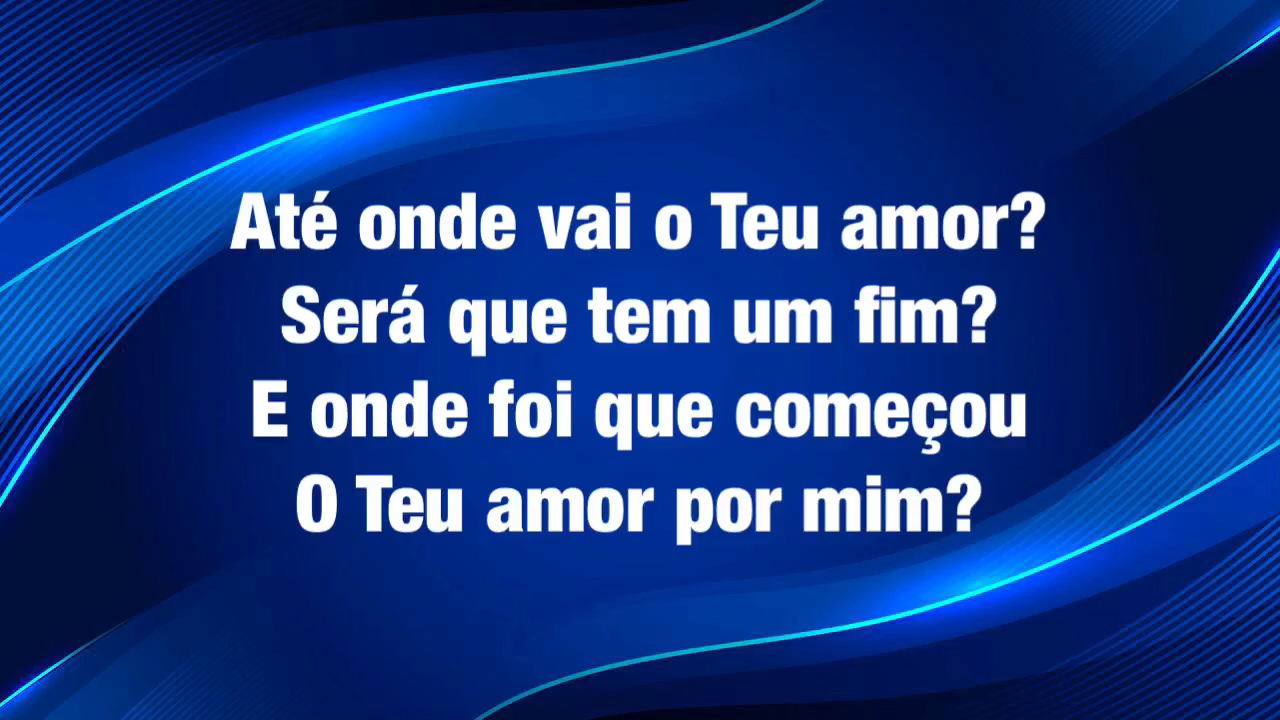 Até onde vai o Teu amor?
Será que tem um fim?
E onde foi que começou
O Teu amor por mim?